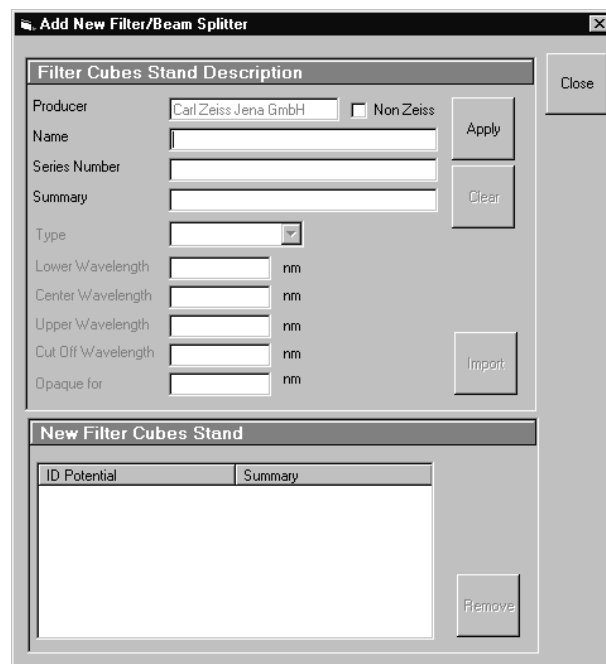 Add New Filter/Beam Splitter
Close
Filter Cubes Stand Description
Producer Carl Zeiss Jena GmbH Non Zeiss
Apply
Name
Series Number
Summary
Clear
Type
Lower Wavelength nm
Center Wavelength nm
Upper Wavelength nm
Cut Off Wavelength nm
Import
Opaque for nm
New Filter Cubes Stand
ID Potential Summary
Remove